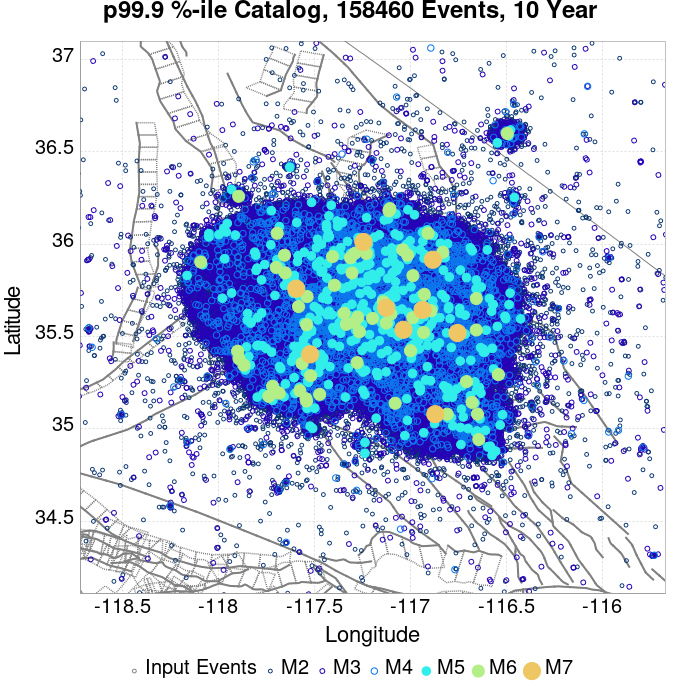 p99.9 %-ile Catalog, 158460 Events, 10 Year
37
36.5
36
35.5
35
34.5
Latitude
-118.5 -118 -117.5 -117 -116.5 -116
Longitude
Input Events M2 M3 M4 M5 M6 M7